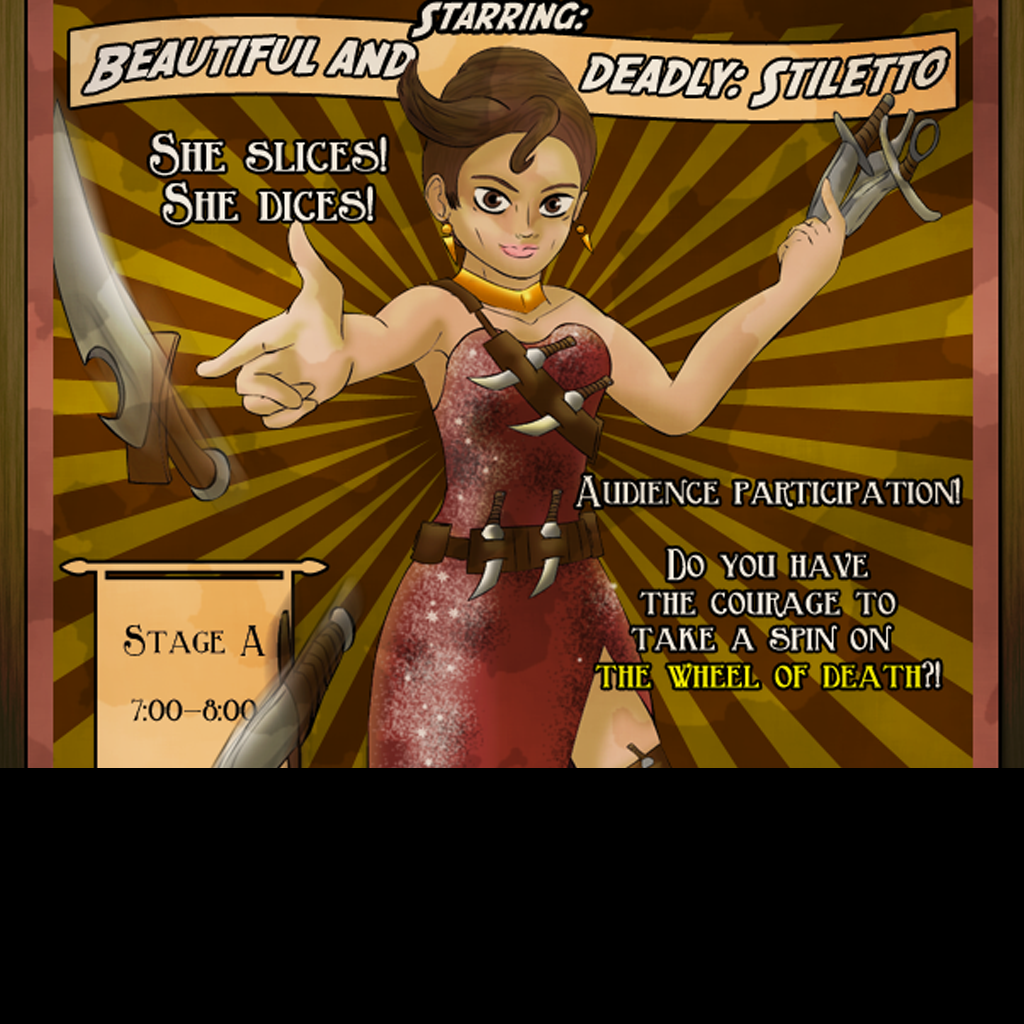 Starring:
Beautiful and Deadly: Stiletto
She slices!
She dices!
Audience participation!
Do you have
the courage to
take a spin on
the wheel of death?!
Stage A
7:00–8:00